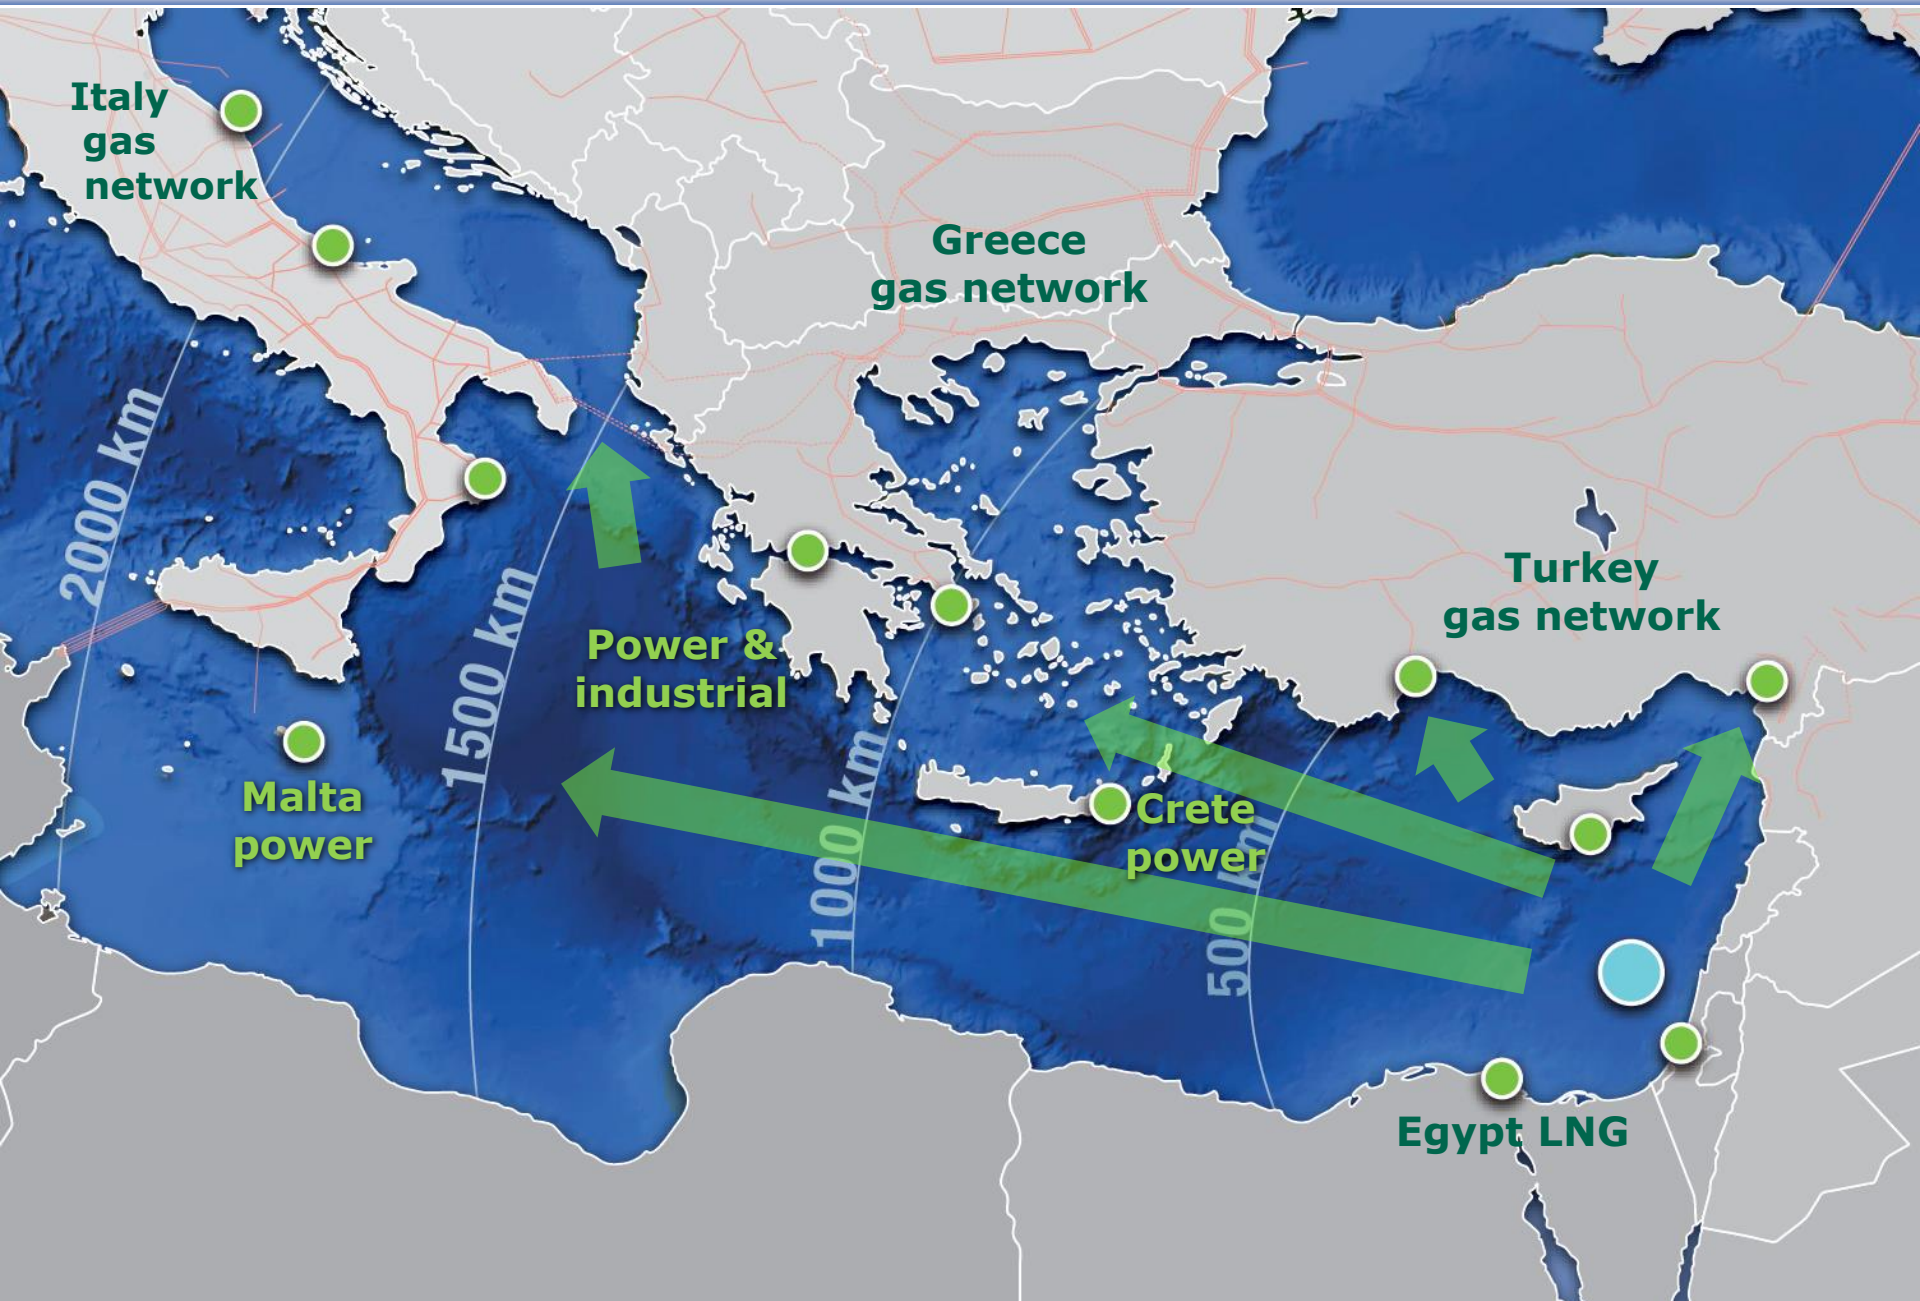 Italy
gas
network
Greece
gas network
2000 km
1500 km
Power &
industrial
Turkey
gas network
Malta
power
1000 km
Crete
power
500 km
Egypt LNG